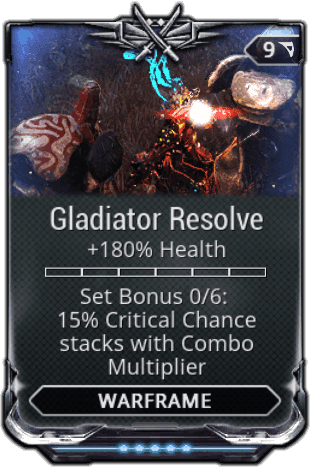 9
Gladiator Resolve
+180% Health
Set Bonus 0/6:
15% Critical Chance
stacks with Combo
Multiplier
WARFRAME